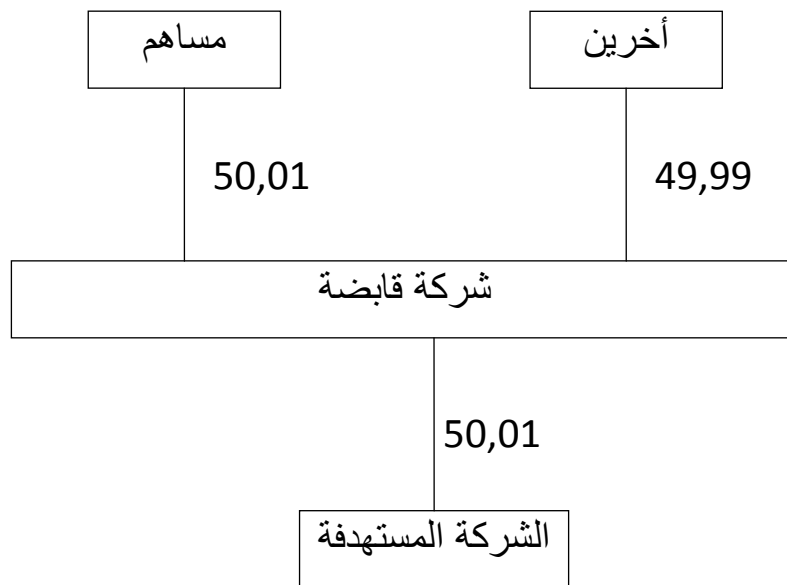 أخرين
مساهم
49,99
50,01
شركة قابضة
50,01
الشركة المستهدفة